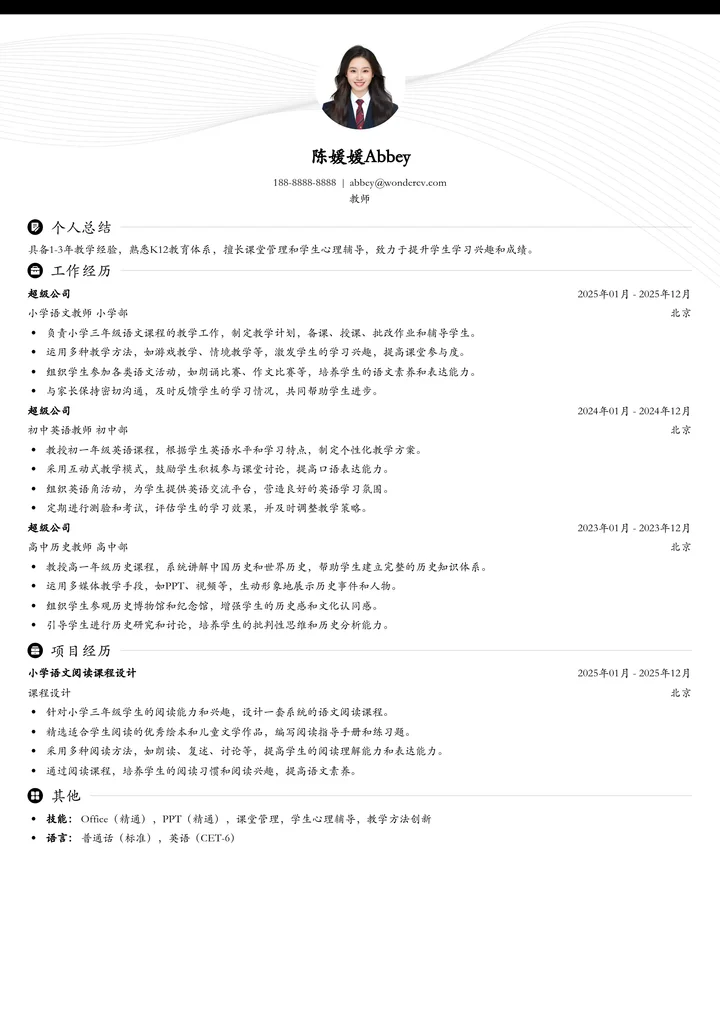 陈媛媛Abbey
188-8888-8888 | abbey@wondercv.com
教师
个人总结
具备1-3年教学经验，熟悉K12教育体系，擅长课堂管理和学生心理辅导，致力于提升学生学习兴趣和成绩。
工作经历
超级公司 2025年01月 - 2025年12月
小学语文教师 小学部 北京
• 负责小学三年级语文课程的教学工作，制定教学计划，备课、授课、批改作业和辅导学生。
• 运用多种教学方法，如游戏教学、情境教学等，激发学生的学习兴趣，提高课堂参与度。
• 组织学生参加各类语文活动，如朗诵比赛、作文比赛等，培养学生的语文素养和表达能力。
• 与家长保持密切沟通，及时反馈学生的学习情况，共同帮助学生进步。
超级公司 2024年01月 - 2024年12月
初中英语教师 初中部 北京
• 教授初一年级英语课程，根据学生英语水平和学习特点，制定个性化教学方案。
• 采用互动式教学模式，鼓励学生积极参与课堂讨论，提高口语表达能力。
• 组织英语角活动，为学生提供英语交流平台，营造良好的英语学习氛围。
• 定期进行测验和考试，评估学生的学习效果，并及时调整教学策略。
超级公司 2023年01月 - 2023年12月
高中历史教师 高中部 北京
• 教授高一年级历史课程，系统讲解中国历史和世界历史，帮助学生建立完整的历史知识体系。
• 运用多媒体教学手段，如PPT、视频等，生动形象地展示历史事件和人物。
• 组织学生参观历史博物馆和纪念馆，增强学生的历史感和文化认同感。
• 引导学生进行历史研究和讨论，培养学生的批判性思维和历史分析能力。
项目经历
小学语文阅读课程设计 2025年01月 - 2025年12月
课程设计 北京
• 针对小学三年级学生的阅读能力和兴趣，设计一套系统的语文阅读课程。
• 精选适合学生阅读的优秀绘本和儿童文学作品，编写阅读指导手册和练习题。
• 采用多种阅读方法，如朗读、复述、讨论等，提高学生的阅读理解能力和表达能力。
• 通过阅读课程，培养学生的阅读习惯和阅读兴趣，提高语文素养。
其他
• 技能： Office（精通）, PPT（精通）, 课堂管理，学生心理辅导，教学方法创新
• 语言： 普通话（标准）, 英语（CET-6）